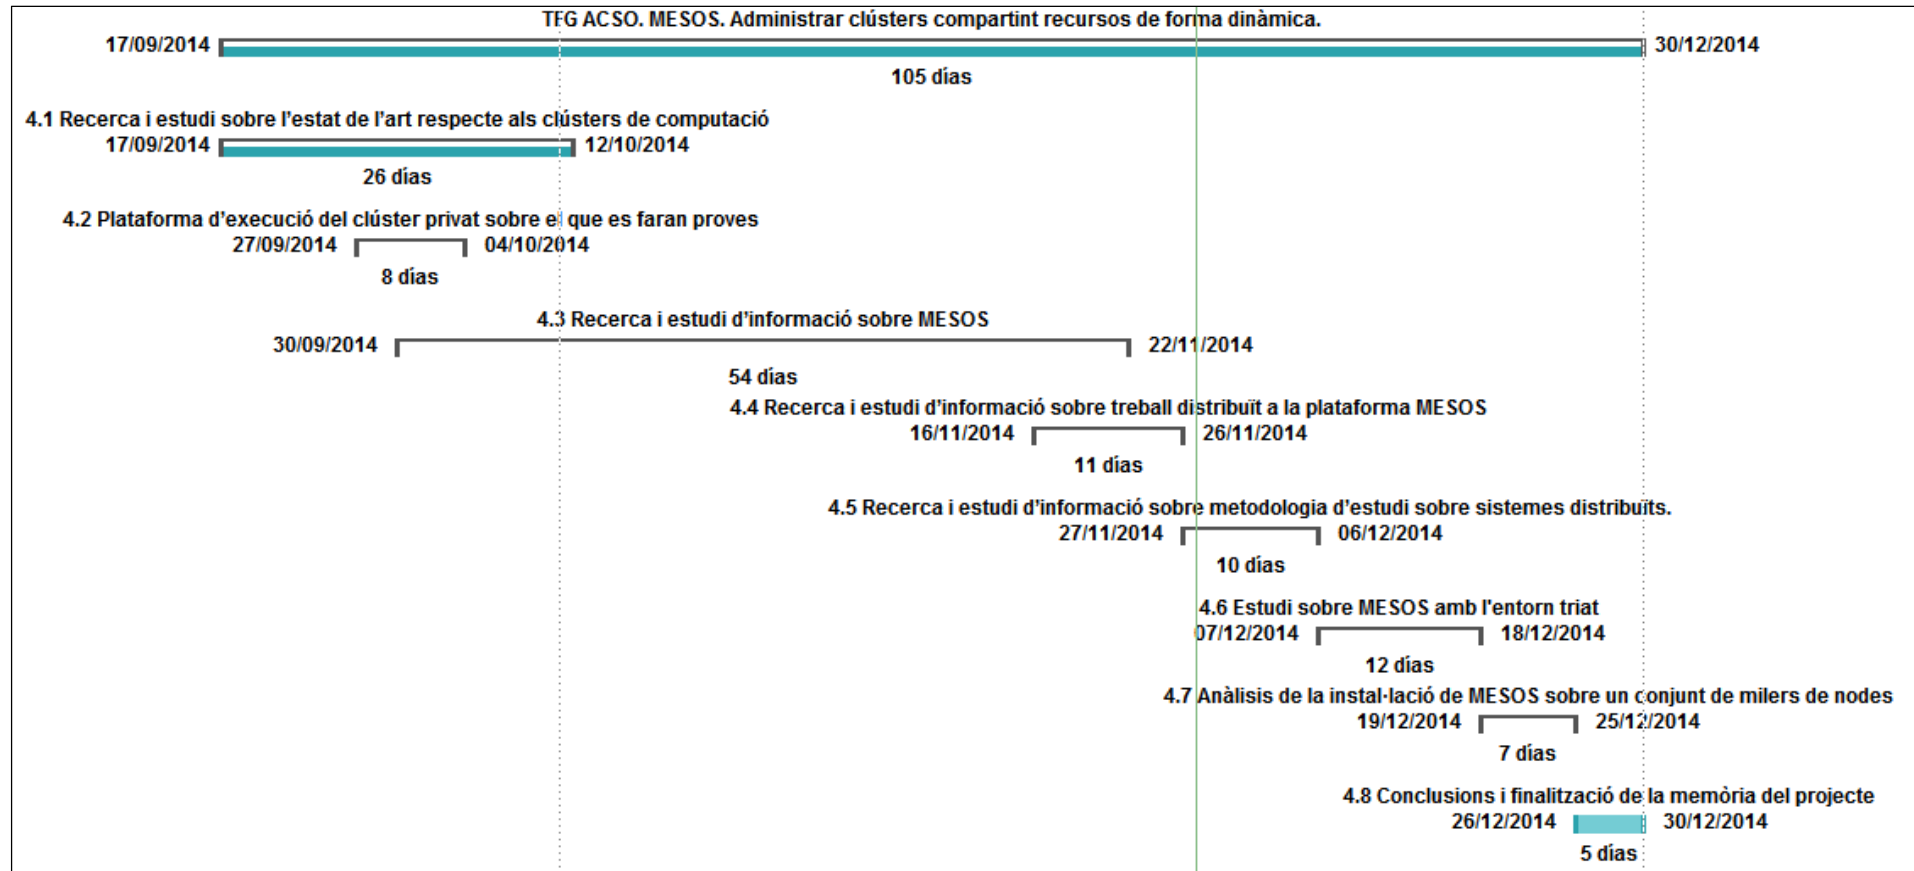 TFG ACSO. MESOS. Administrar clústers compartint recursos de forma dinàmica.
17/09/2014 30/12/2014
105 días
4.1 Recerca i estudi sobre l'estat de l'art respecte als clústers de computació
17/09/2014 12/10/2014
26 días
4.2 Plataforma d'execució del clúster privat sobre el que es faran proves
27/09/2014 04/10/2014
8 días
4.3 Recerca i estudi d'informació sobre MESOS
30/09/2014 22/11/2014
54 días
4.4 Recerca i estudi d'informació sobre treball distribuït a la plataforma MESOS
16/11/2014 26/11/2014
11 días
4.5 Recerca i estudi d'informació sobre metodologia d'estudi sobre sistemes distribuïts.
27/11/2014 06/12/2014
10 días
4.6 Estudi sobre MESOS amb l'entorn triat
07/12/2014 18/12/2014
12 días
4.7 Anàlisis de la instal·lació de MESOS sobre un conjunt de milers de nodes
19/12/2014 25/12/2014
7 días
4.8 Conclusions i finalització de la memòria del projecte
26/12/2014 30/12/2014
5 días